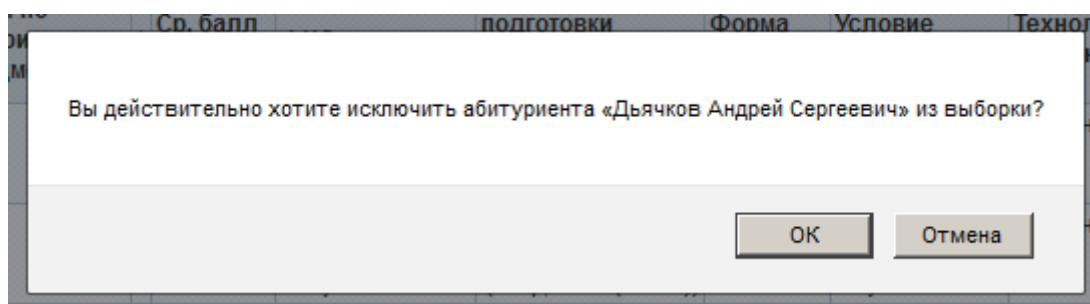 Ср. балл
подготовки
Форма
Условие
Вы действительно хотите исключить абитуриента «Дьячков Андрей Сергеевич» из выборки?
ОК
Отмена